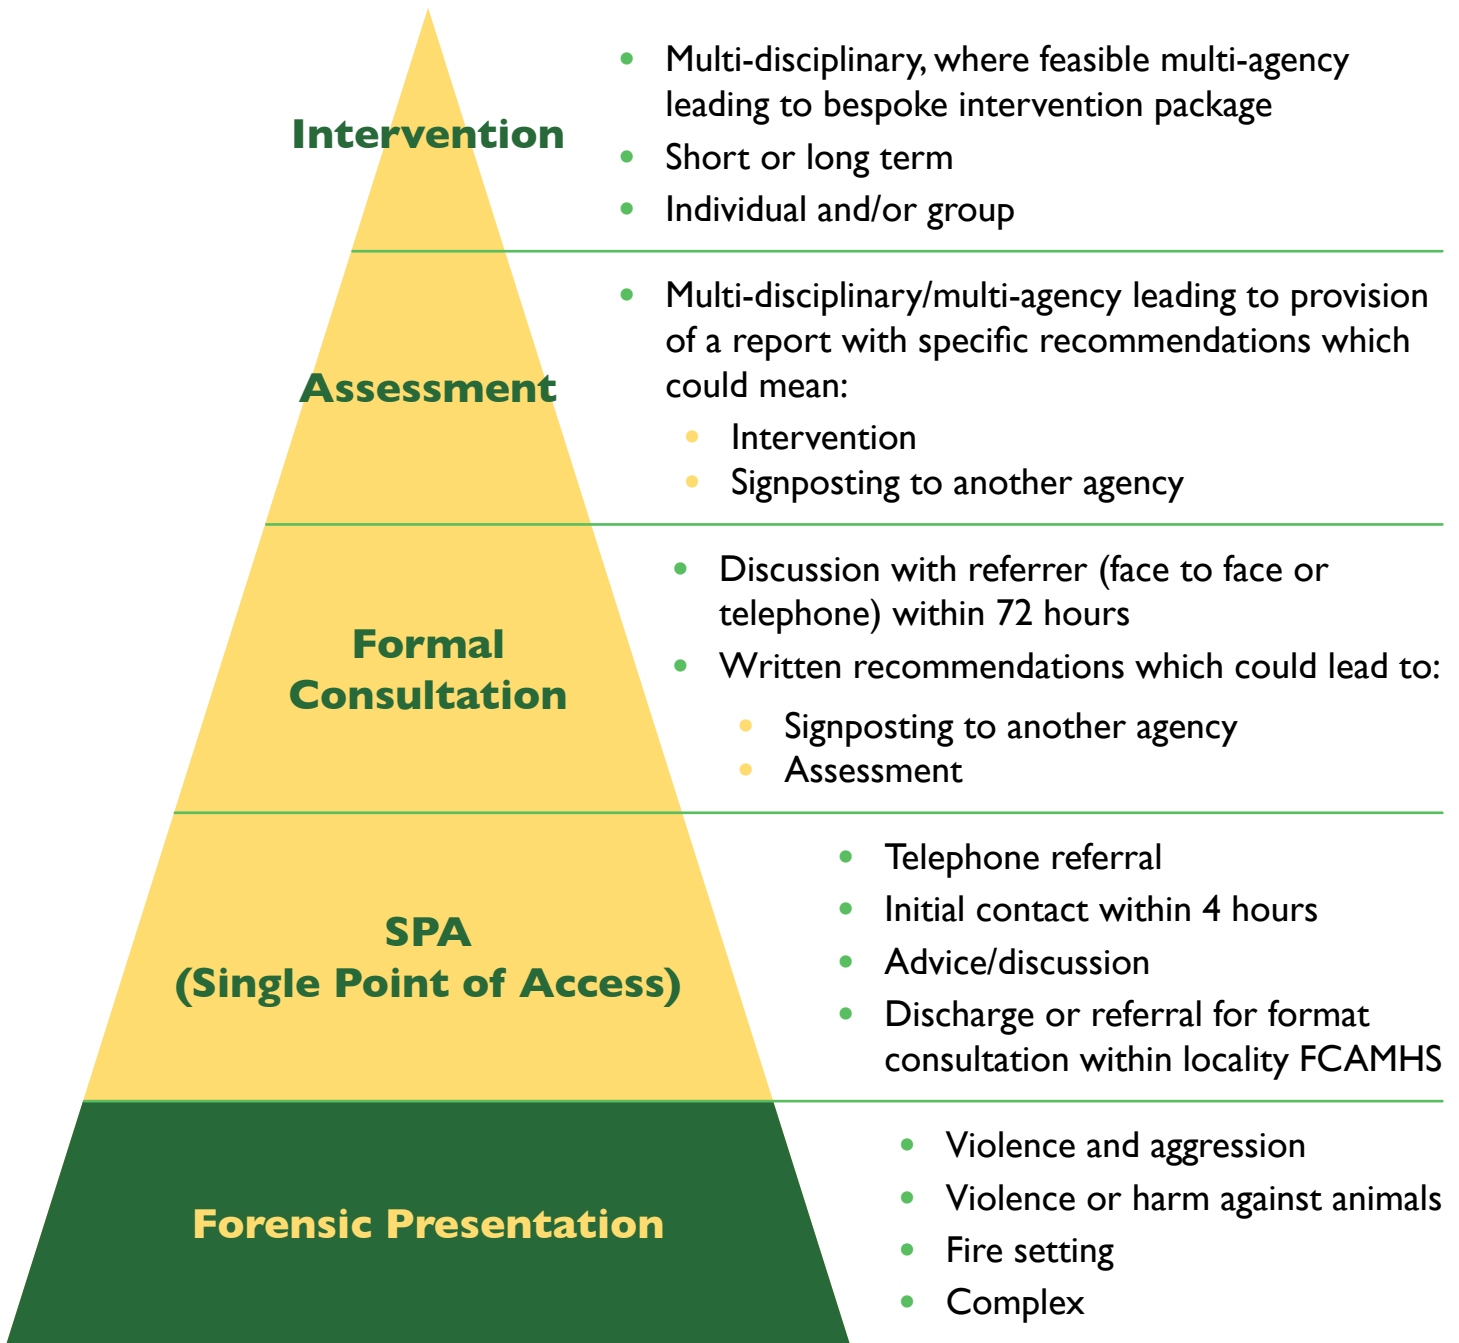 Intervention
• Multi-disciplinary, where feasible multi-agency
leading to bespoke intervention package
• Short or long term
• Individual and/or group
Assessment
• Multi-disciplinary/multi-agency leading to provision
of a report with specific recommendations which
could mean:
• Intervention
• Signposting to another agency
Formal
Consultation
• Discussion with referrer (face to face or
telephone) within 72 hours
• Written recommendations which could lead to:
• Signposting to another agency
• Assessment
SPA
(Single Point of Access)
• Telephone referral
• Initial contact within 4 hours
• Advice/discussion
• Discharge or referral for format
consultation within locality FCAMHS
Forensic Presentation
• Violence and aggression
• Violence or harm against animals
• Fire setting
• Complex